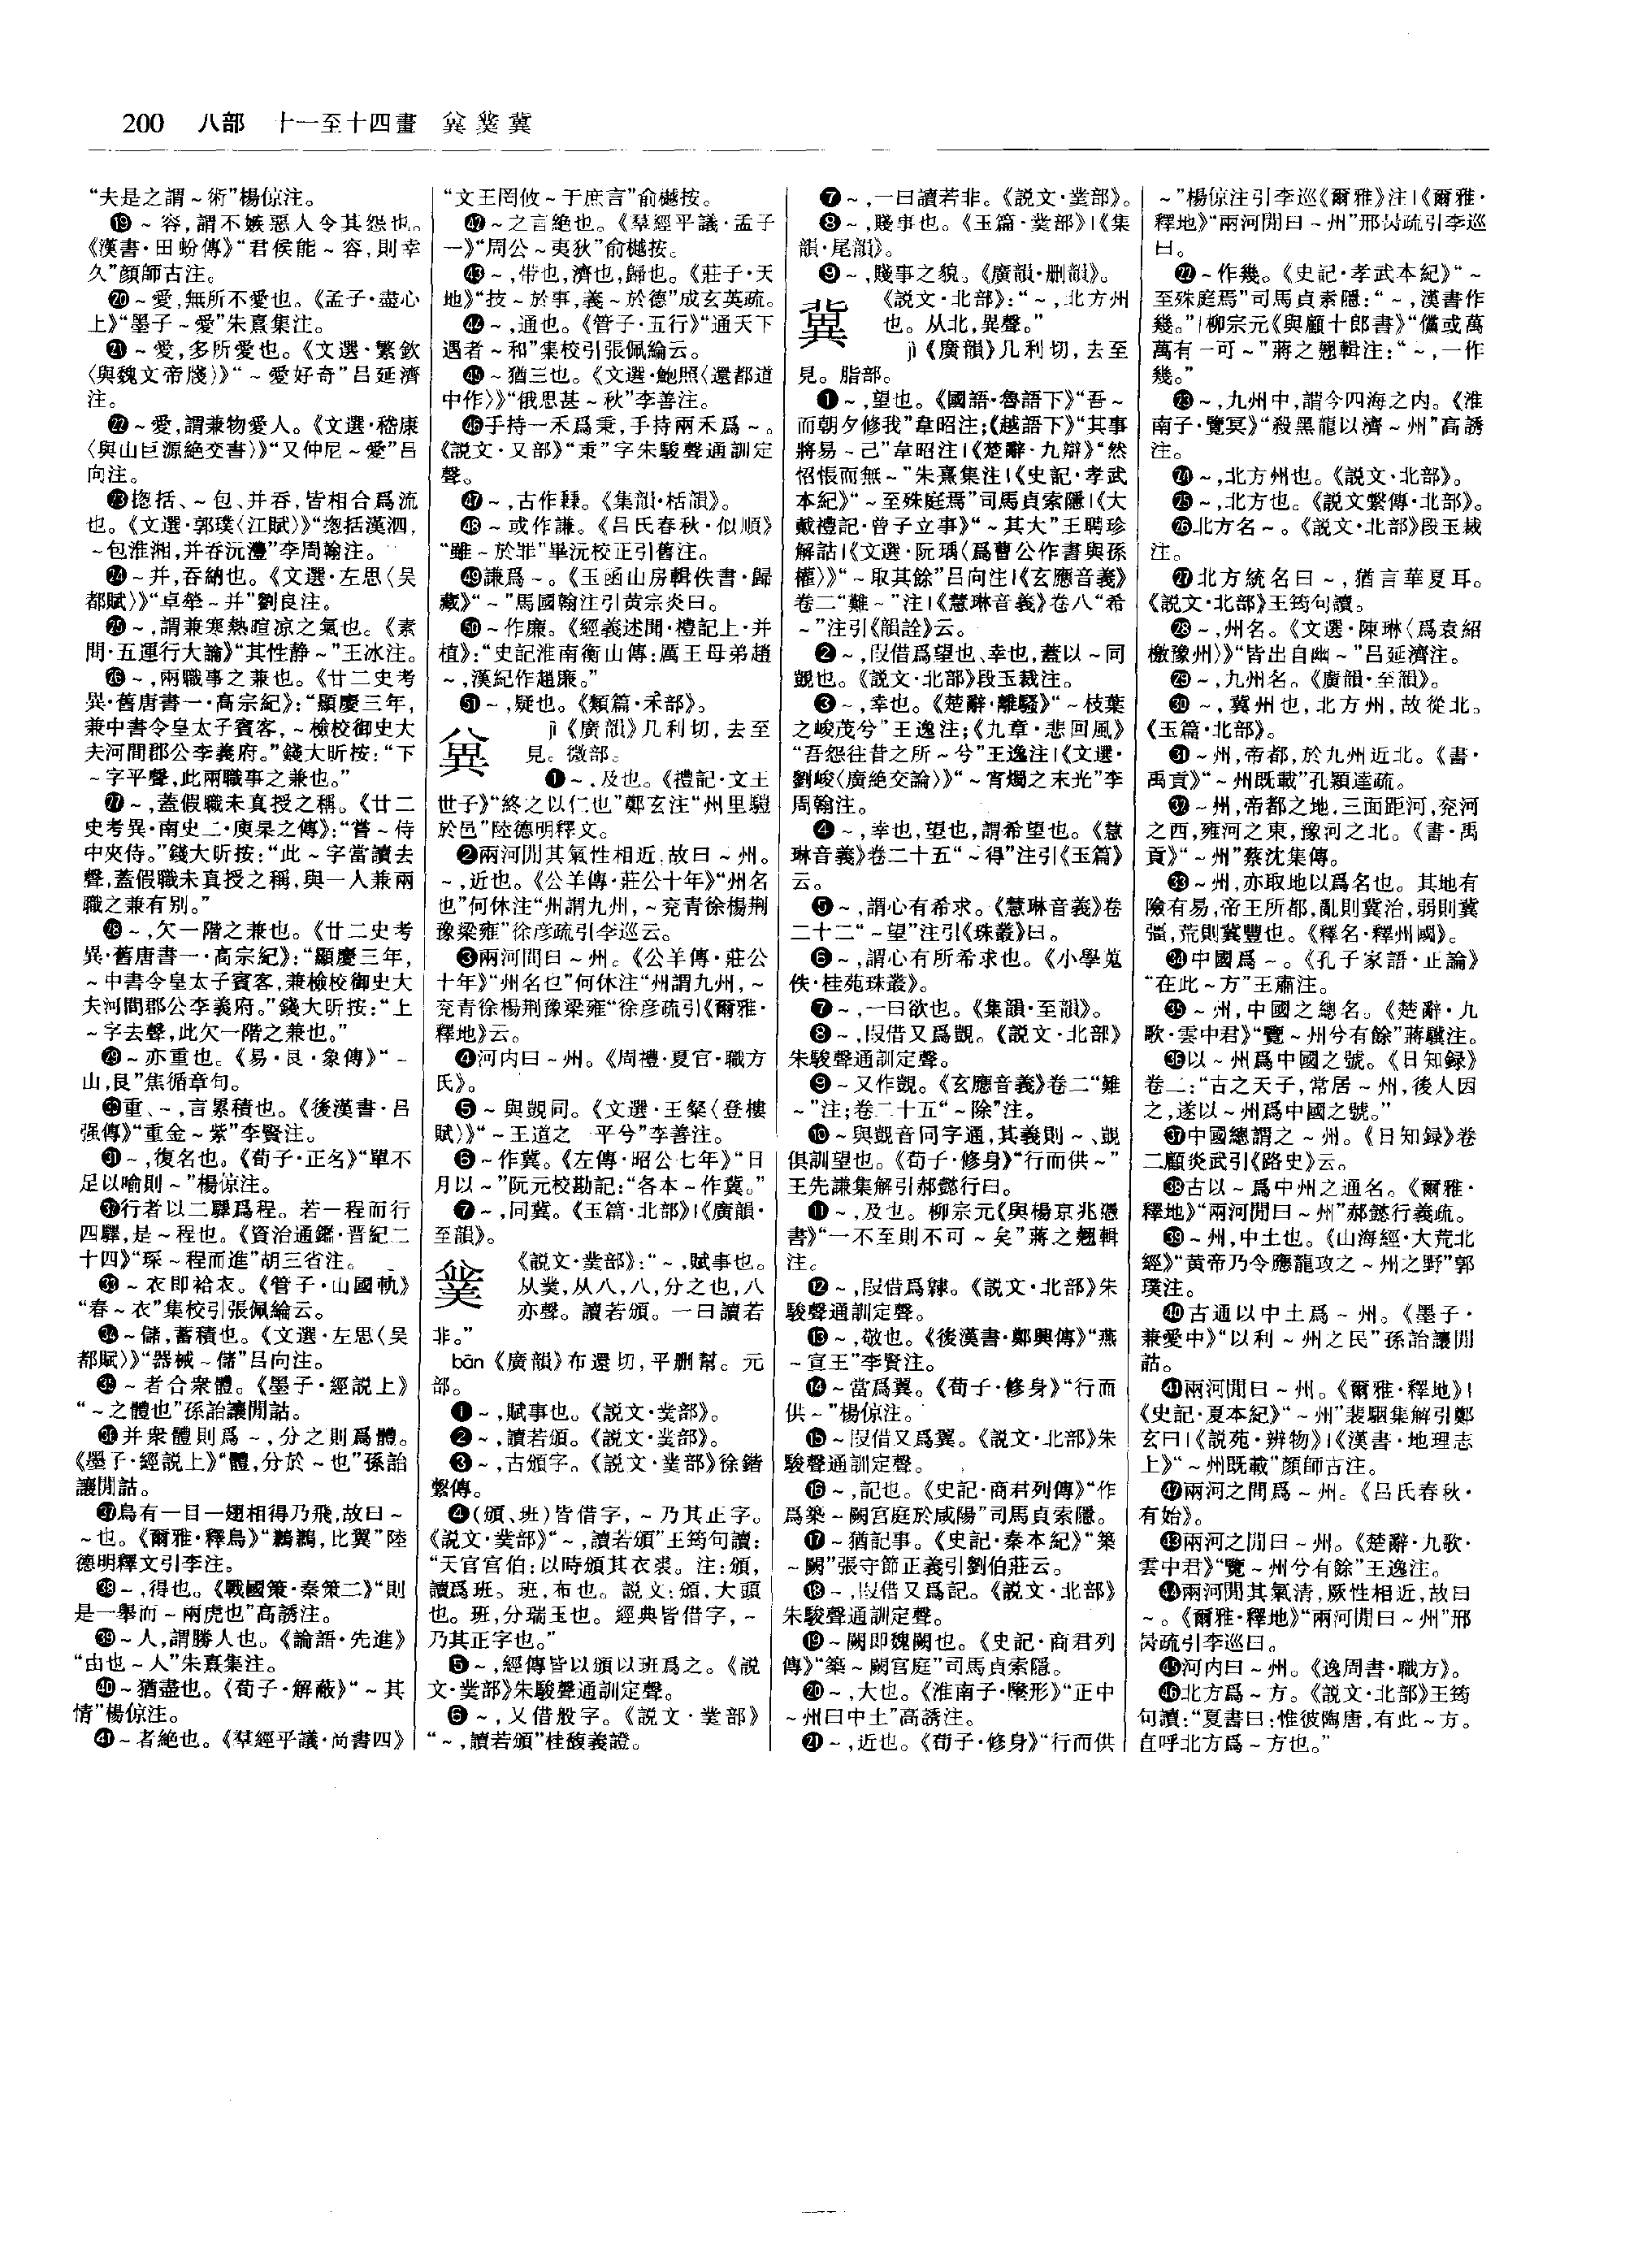 200 八部 十一至十四畫 㒷 𠔻 冀
“夫是之謂～術”楊倞注。
⑲～容,謂不嫉惡人令其怨也。
《漢書·田蚡傳》“君侯能～容,則幸
久”顏師古注。
⑳～愛,無所不愛也。《孟子·盡心
上》“墨子～愛”朱熹集注。
㉑～愛,多所愛也。《文選·繁欽
〈與魏文帝牋〉》“～愛好奇”吕延濟
注。
㉒～愛,謂兼物愛人。《文選·嵇康
〈與山巨源絶交書〉》“又仲尼～愛”吕
向注。
㉓揔括、～包、并吞,皆相合爲流
也。《文選·郭璞〈江賦〉》“揔括漢泗,
～包淮湘,并吞沅灃”李周翰注。
㉔～并,吞納也。《文選·左思〈吴
都賦〉》“卓犖～并”劉良注。
㉕～,謂兼寒熱暄凉之氣也。《素
問·五運行大論》“其性静～”王冰注。
㉖～,兩職事之兼也。《廿二史考
異·舊唐書一·高宗紀》:“顯慶三年,
兼中書令皇太子賓客,～檢校御史大
夫河間郡公李義府。”錢大昕按:“下
～字平聲,此兩職事之兼也。”
㉗～,蓋假職未真授之稱。《廿二
史考異·南史二·庾杲之傳》:“嘗～侍
中夾侍。”錢大昕按:“此～字當讀去
聲,蓋假職未真授之稱,與一人兼兩
職之兼有别。”
㉘～,欠一階之兼也。《廿二史考
異·舊唐書一·高宗紀》:“顯慶三年,
～中書令皇太子賓客,兼檢校御史大
夫河間郡公李義府。”錢大昕按:“上
～字去聲,此欠一階之兼也。”
㉙～亦重也。《易·艮·象傳》“～
山,艮”焦循章句。
㉚重、～,言累積也。《後漢書·吕
强傳》“重金～紫”李賢注。
㉛～,復名也。《荀子·正名》“單不
足以喻則～”楊倞注。
㉜行者以二驛爲程。若一程而行
四驛,是～程也。《資治通鑑·晋紀二
十四》“琛～程而進”胡三省注。
㉝～衣即袷衣。《管子·山國軌》
“春～衣”集校引張佩綸云。
㉞～儲,蓄積也。《文選·左思〈吴
都賦〉》“器械～儲”吕向注。
㉟～者合衆體。《墨子·經説上》
“～之體也”孫詒讓閒詁。
㊱并衆體則爲～,分之則爲體。
《墨子·經説上》“體,分於～也”孫詒
讓閒詁。
㊲鳥有一目一翅相得乃飛,故曰～
～也。《爾雅·釋鳥》“鶼鶼,比翼”陸
德明釋文引李注。
㊳～,得也。《戰國策·秦策二》“則
是一舉而～兩虎也”高誘注。
㊴～人,謂勝人也。《論語·先進》
“由也～人”朱熹集注。
㊵～猶盡也。《荀子·解蔽》“～其
情”楊倞注。
㊶～者絶也。《羣經平議·尚書四》
“文王罔攸～于庶言”俞樾按。
㊷～之言絶也。《羣經平議·孟子
一》“周公～夷狄”俞樾按。
㊸～,帶也,濟也,歸也。《莊子·天
地》“技～於事,義～於德”成玄英疏。
㊹～,通也。《管子·五行》“通天下
遇者～和”集校引張佩綸云。
㊺～猶三也。《文選·鮑照〈還都道
中作〉》“俄思甚～秋”李善注。
㊻手持一禾爲秉,手持兩禾爲～。
《説文·又部》“秉”字朱駿聲通訓定
聲。
㊼～,古作𥡝。《集韻·栝韻》。
㊽～或作謙。《吕氏春秋·似順》
“雖～於罪”畢沅校正引舊注。
㊾謙爲～。《玉函山房輯佚書·歸
藏》“～”馬國翰注引黄宗炎曰。
㊿～作廉。《經義述聞·禮記上·并
植》:“史記淮南衡山傳:厲王母弟趙
～,漢紀作趙廉。”
51～,疑也。《類篇·禾部》。
㒷 jì《廣韻》几利切,去至
見。微部。
❶～,及也。《禮記·文王
世子》“終之以仁也”鄭玄注“州里䁪
於邑”陸德明釋文。
❷兩河閒其氣性相近,故曰～州。
～,近也。《公羊傳·莊公十年》“州名
也”何休注“州謂九州,～兖青徐楊荆
豫梁雍”徐彦疏引李巡云。
❸兩河間曰～州。《公羊傳·莊公
十年》“州名也”何休注“州謂九州,～
兖青徐楊荆豫梁雍”徐彦疏引《爾雅·
釋地》云。
❹河内曰～州。《周禮·夏官·職方
氏》。
❺～與覬同。《文選·王粲〈登樓
賦〉》“～王道之一平兮”李善注。
❻～作冀。《左傳·昭公七年》“日
月以～”阮元校勘記:“各本～作冀。”
❼～,同冀。《玉篇·北部》|《廣韻·
至韻》。
𠔻 《説文·菐部》:“～,賦事也。
从菐,从八,八,分之也,八
亦聲。讀若頒。一曰讀若
非。”
bān《廣韻》布還切,平删幫。元
部。
❶～,賦事也。《説文·菐部》。
❷～,讀若頒。《説文·菐部》。
❸～,古頒字。《説文·菐部》徐鍇
繫傳。
❹(頒、班)皆借字,～乃其正字。
《説文·菐部》“～,讀若頒”王筠句讀:
“天官宫伯:以時頒其衣裘。注:頒,
讀爲班。班,布也。説文:頒,大頭
也。班,分瑞玉也。經典皆借字,～
乃其正字也。”
❺～,經傳皆以頒以班爲之。《説
文·菐部》朱駿聲通訓定聲。
❻～,又借般字。《説文·菐部》
“～,讀若頒”桂馥義證。
❼～,一曰讀若非。《説文·菐部》。
❽～,賤事也。《玉篇·菐部》|《集
韻·尾韻》。
❾～,賤事之貌。《廣韻·删韻》。
冀 《説文·北部》:“～,北方州
也。从北,異聲。”
jì《廣韻》几利切,去至
見。脂部。
❶～,望也。《國語·魯語下》“吾～
而朝夕修我”韋昭注;《越語下》“其事
將易～己”韋昭注|《楚辭·九辯》“然
怊悵而無～”朱熹集注|《史記·孝武
本紀》“～至殊庭焉”司馬貞索隱|《大
戴禮記·曾子立事》“～其大”王聘珍
解詁|《文選·阮瑀〈爲曹公作書與孫
權〉》“～取其餘”吕向注|《玄應音義》
卷二“難～”注|《慧琳音義》卷八“希
～”注引《韻詮》云。
❷～,叚借爲望也、幸也,蓋以～同
覬也。《説文·北部》段玉裁注。
❸～,幸也。《楚辭·離騷》“～枝葉
之峻茂兮”王逸注;《九章·悲回風》
“吾怨往昔之所～兮”王逸注|《文選·
劉峻〈廣絶交論〉》“～宵燭之末光”李
周翰注。
❹～,幸也,望也,謂希望也。《慧
琳音義》卷二十五“～得”注引《玉篇》
云。
❺～,謂心有希求。《慧琳音義》卷
二十二“～望”注引《珠叢》曰。
❻～,謂心有所希求也。《小學蒐
佚·桂苑珠叢》。
❼～,一曰欲也。《集韻·至韻》。
❽～,叚借又爲覬。《説文·北部》
朱駿聲通訓定聲。
❾～又作覬。《玄應音義》卷二“難
～”注;卷二十五“～除”注。
❿～與覬音同字通,其義則～、覬
俱訓望也。《荀子·修身》“行而供～”
王先謙集解引郝懿行曰。
⓫～,及也。柳宗元《與楊京兆憑
書》“一不至則不可～矣”蔣之翹輯
注。
⓬～,叚借爲肄。《説文·北部》朱
駿聲通訓定聲。
⓭～,敬也。《後漢書·鄭興傳》“燕
～宣王”李賢注。
⓮～當爲翼。《荀子·修身》“行而
供～”楊倞注。
⓯～叚借又爲翼。《説文·北部》朱
駿聲通訓定聲。
⓰～,記也。《史記·商君列傳》“作
爲築～闕宫庭於咸陽”司馬貞索隱。
⓱～猶記事。《史記·秦本紀》“築
～闕”張守節正義引劉伯莊云。
⓲～,叚借又爲記。《説文·北部》
朱駿聲通訓定聲。
⓳～闕即魏闕也。《史記·商君列
傳》“築～闕宫庭”司馬貞索隱。
⓴～,大也。《淮南子·墬形》“正中
～州曰中土”高誘注。
㉑～,近也。《荀子·修身》“行而供
～”楊倞注引李巡《爾雅》注|《爾雅·
釋地》“兩河閒曰～州”邢昺疏引李巡
曰。
㉒～作幾。《史記·孝武本紀》“～
至殊庭焉”司馬貞索隱:“～,漢書作
幾。”|柳宗元《與顧十郎書》“儻或萬
萬有一可～”蔣之翹輯注:“～,一作
幾。”
㉓～,九州中,謂今四海之内。《淮
南子·覽冥》“殺黑龍以濟～州”高誘
注。
㉔～,北方州也。《説文·北部》。
㉕～,北方也。《説文繫傳·北部》。
㉖北方名～。《説文·北部》段玉裁
注。
㉗北方統名曰～,猶言華夏耳。
《説文·北部》王筠句讀。
㉘～,州名。《文選·陳琳〈爲袁紹
檄豫州〉》“皆出自幽～”吕延濟注。
㉙～,九州名。《廣韻·至韻》。
㉚～,冀州也,北方州,故從北。
《玉篇·北部》。
㉛～州,帝都,於九州近北。《書·
禹貢》“～州既載”孔穎達疏。
㉜～州,帝都之地,三面距河,兖河
之西,雍河之東,豫河之北。《書·禹
貢》“～州”蔡沈集傳。
㉝～州,亦取地以爲名也。其地有
險有易,帝王所都,亂則冀治,弱則冀
彊,荒則冀豐也。《釋名·釋州國》。
㉞中國爲～。《孔子家語·正論》
“在此～方”王肅注。
㉟～州,中國之總名。《楚辭·九
歌·雲中君》“覽～州兮有餘”蔣驥注。
㊱以～州爲中國之號。《日知録》
卷二:“古之天子,常居～州,後人因
之,遂以～州爲中國之號。”
㊲中國總謂之～州。《日知録》卷
二顧炎武引《路史》云。
㊳古以～爲中州之通名。《爾雅·
釋地》“兩河閒曰～州”郝懿行義疏。
㊴～州,中土也。《山海經·大荒北
經》“黄帝乃令應龍攻之～州之野”郭
璞注。
㊵古通以中土爲～州。《墨子·
兼愛中》“以利～州之民”孫詒讓閒
詁。
㊶兩河閒曰～州。《爾雅·釋地》|
《史記·夏本紀》“～州”裴駰集解引鄭
玄曰|《説苑·辨物》|《漢書·地理志
上》“～州既載”顏師古注。
㊷兩河之間爲～州。《吕氏春秋·
有始》。
㊸兩河之閒曰～州。《楚辭·九歌·
雲中君》“覽～州兮有餘”王逸注。
㊹兩河閒其氣清,厥性相近,故曰
～。《爾雅·釋地》“兩河閒曰～州”邢
昺疏引李巡曰。
㊺河内曰～州。《逸周書·職方》。
㊻北方爲～方。《説文·北部》王筠
句讀:“夏書曰:惟彼陶唐,有此～方。
直呼北方爲～方也。”